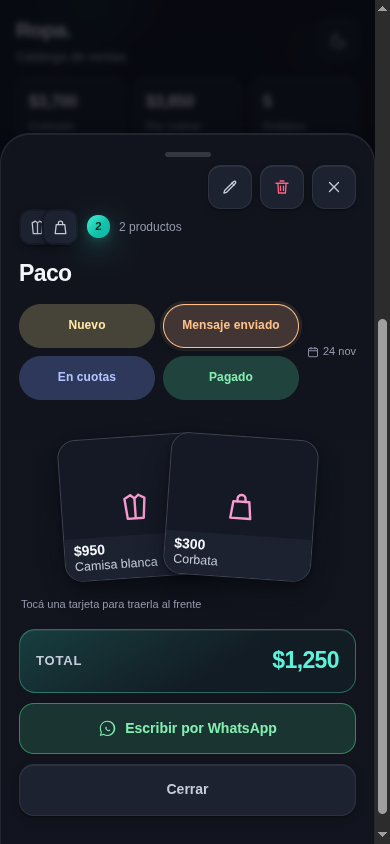 Ropa.
Catálogo de ventas
$3,700
$3,950
5
2
2 productos
Paco
Nuevo
Mensaje enviado
24 nov
En cuotas
Pagado
$950
Camisa blanca
$300
Corbata
Tocá una tarjeta para traerla al frente
TOTAL
$1,250
Escribir por WhatsApp
Cerrar